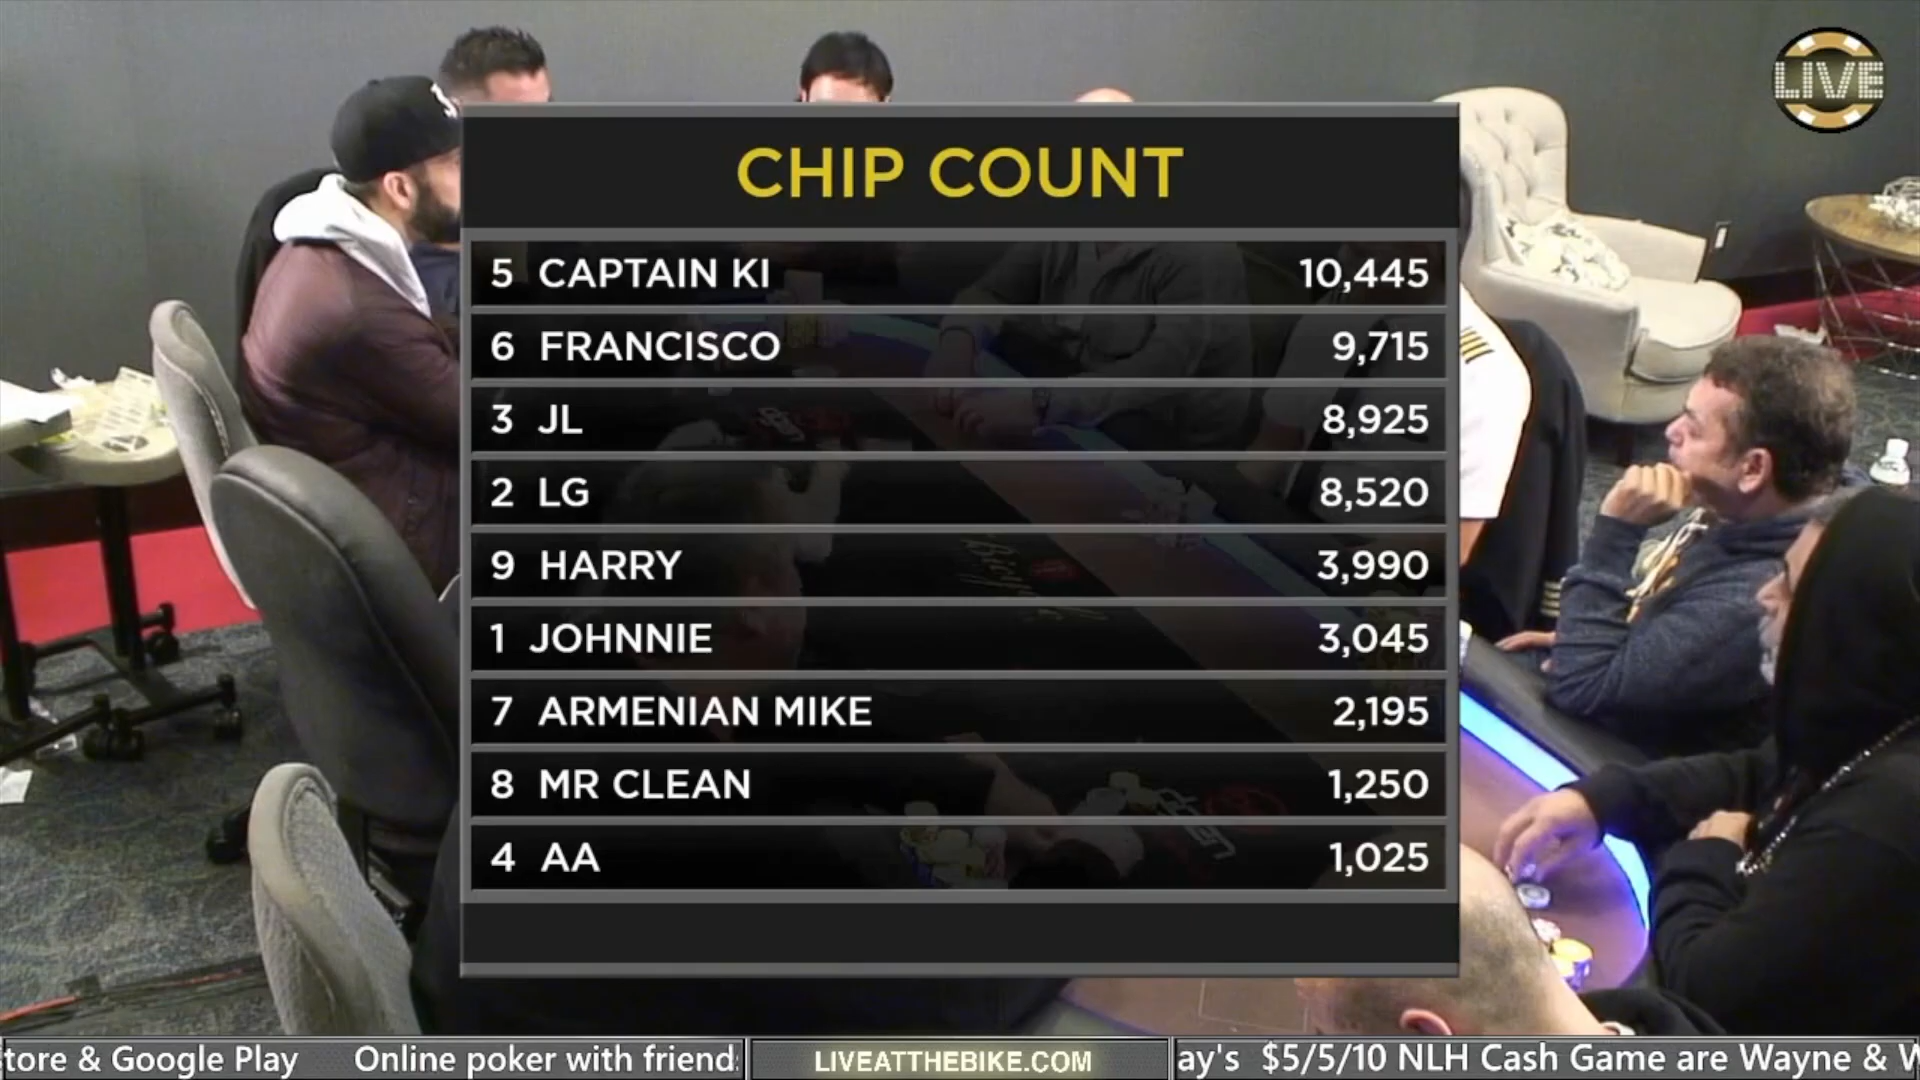 LIVE
CHIP COUNT
5 CAPTAIN KI 10,445
6 FRANCISCO 9,715
3 JL 8,925
2 LG 8,520
9 HARRY 3,990
1 JOHNNIE 3,045
7 ARMENIAN MIKE 2,195
8 MR CLEAN 1,250
4 AA 1,025
tore & Google Play Online poker with friend
LIVEATTHEBIKE.COM
ay's $5/5/10 NLH Cash Game are Wayne &